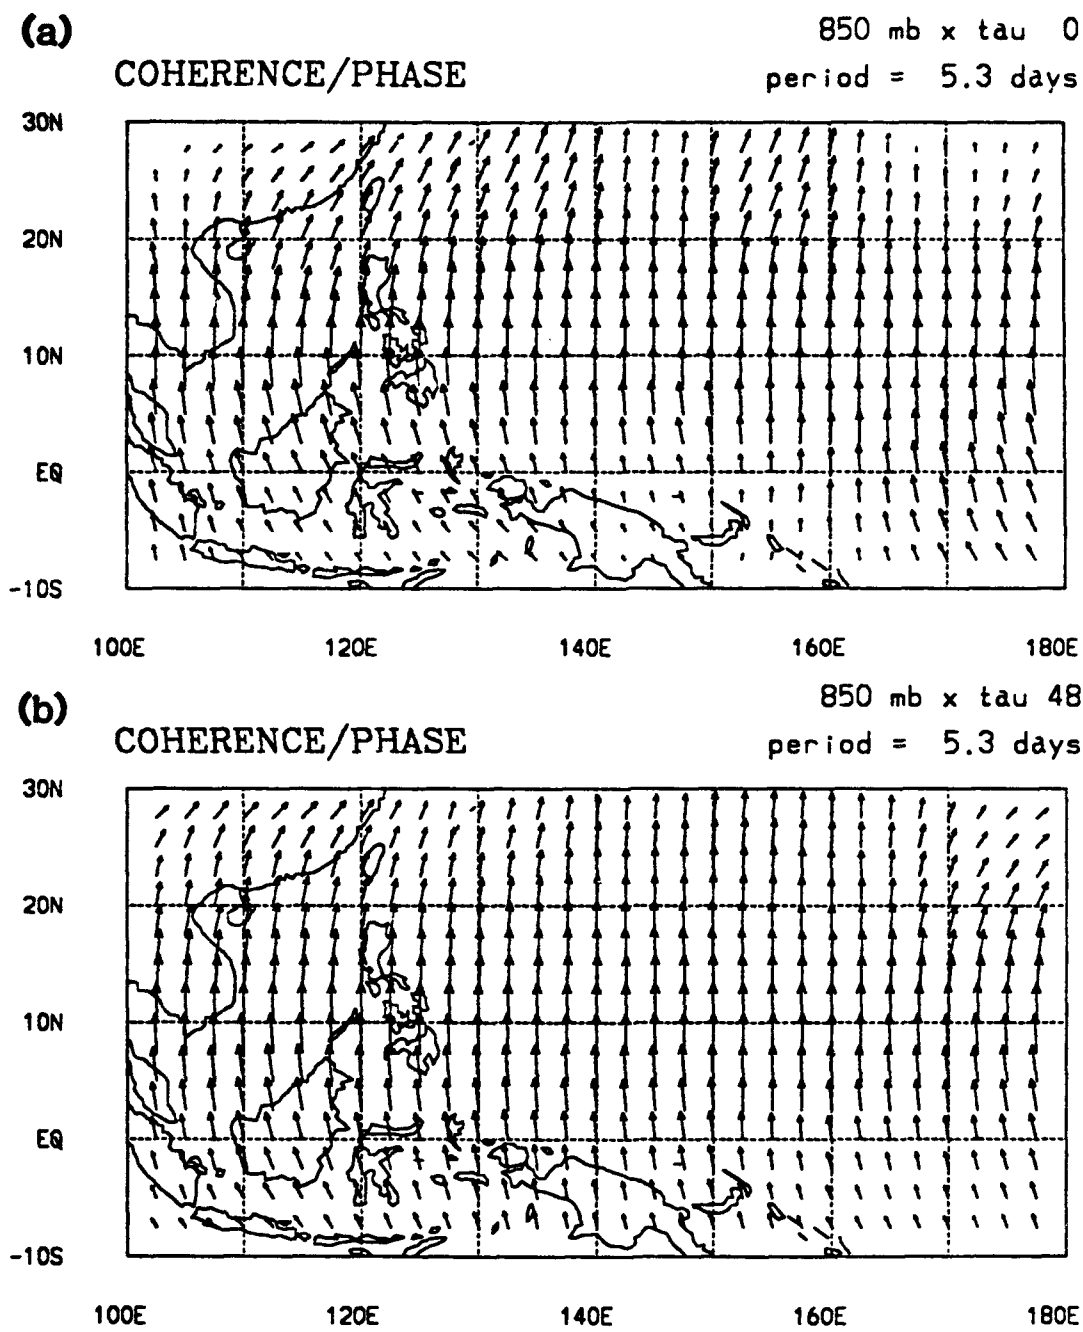 (a)
850 mb x tau 0
COHERENCE/PHASE
period = 5.3 days
30N
20N
10N
EQ
-10S
100E 120E 140E 160E 180E
(b)
850 mb x tau 48
COHERENCE/PHASE
period = 5.3 days
30N
20N
10N
EQ
-10S
100E 120E 140E 160E 180E